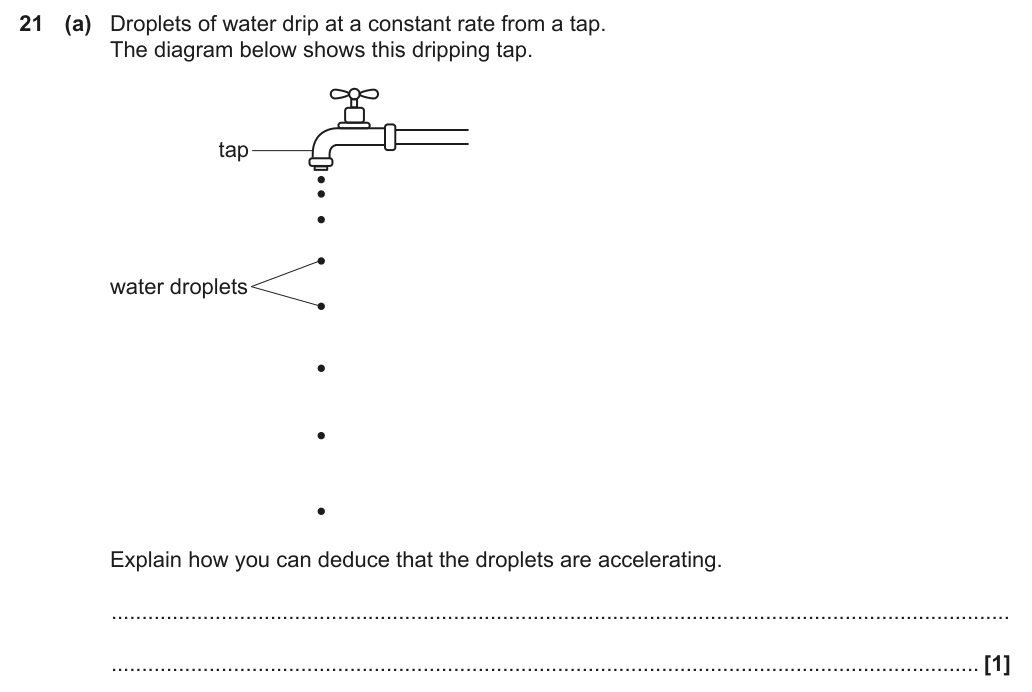 21 (a) Droplets of water drip at a constant rate from a tap.
The diagram below shows this dripping tap.
tap
water droplets
Explain how you can deduce that the droplets are accelerating.
[1]